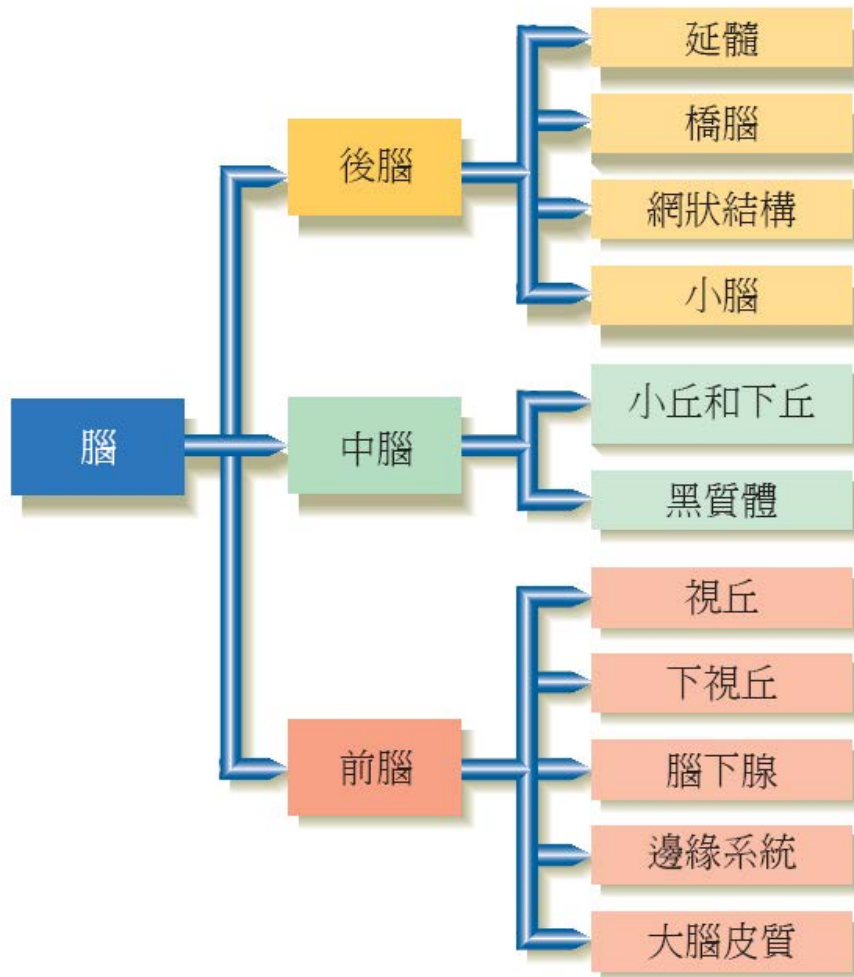 腦
後腦
延髓
橋腦
網狀結構
小腦
中腦
小丘和下丘
黑質體
前腦
視丘
下視丘
腦下腺
邊緣系統
大腦皮質